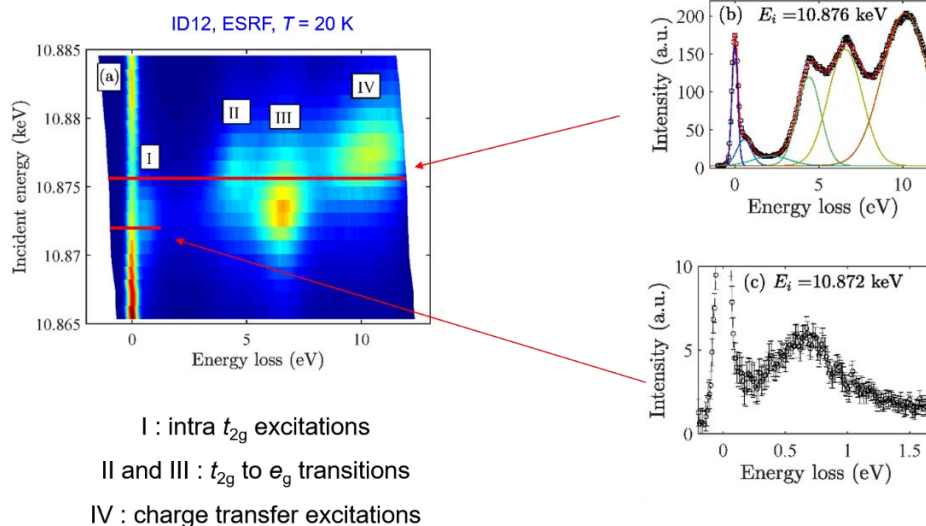 ID12, ESRF, T = 20 K
10.885
10.88
10.875
10.87
10.865
Incident energy (keV)
(a)
I
II
III
IV
0
5
10
Energy loss (eV)
(b) E_i =10.876 keV
200
150
100
50
0
Intensity (a.u.)
0
5
10
Energy loss (eV)
(c) E_i =10.872 keV
10
5
0
Intensity (a.u.)
0
0.5
1
1.5
Energy loss (eV)
I : intra t₂g excitations
II and III : t₂g to eg transitions
IV : charge transfer excitations